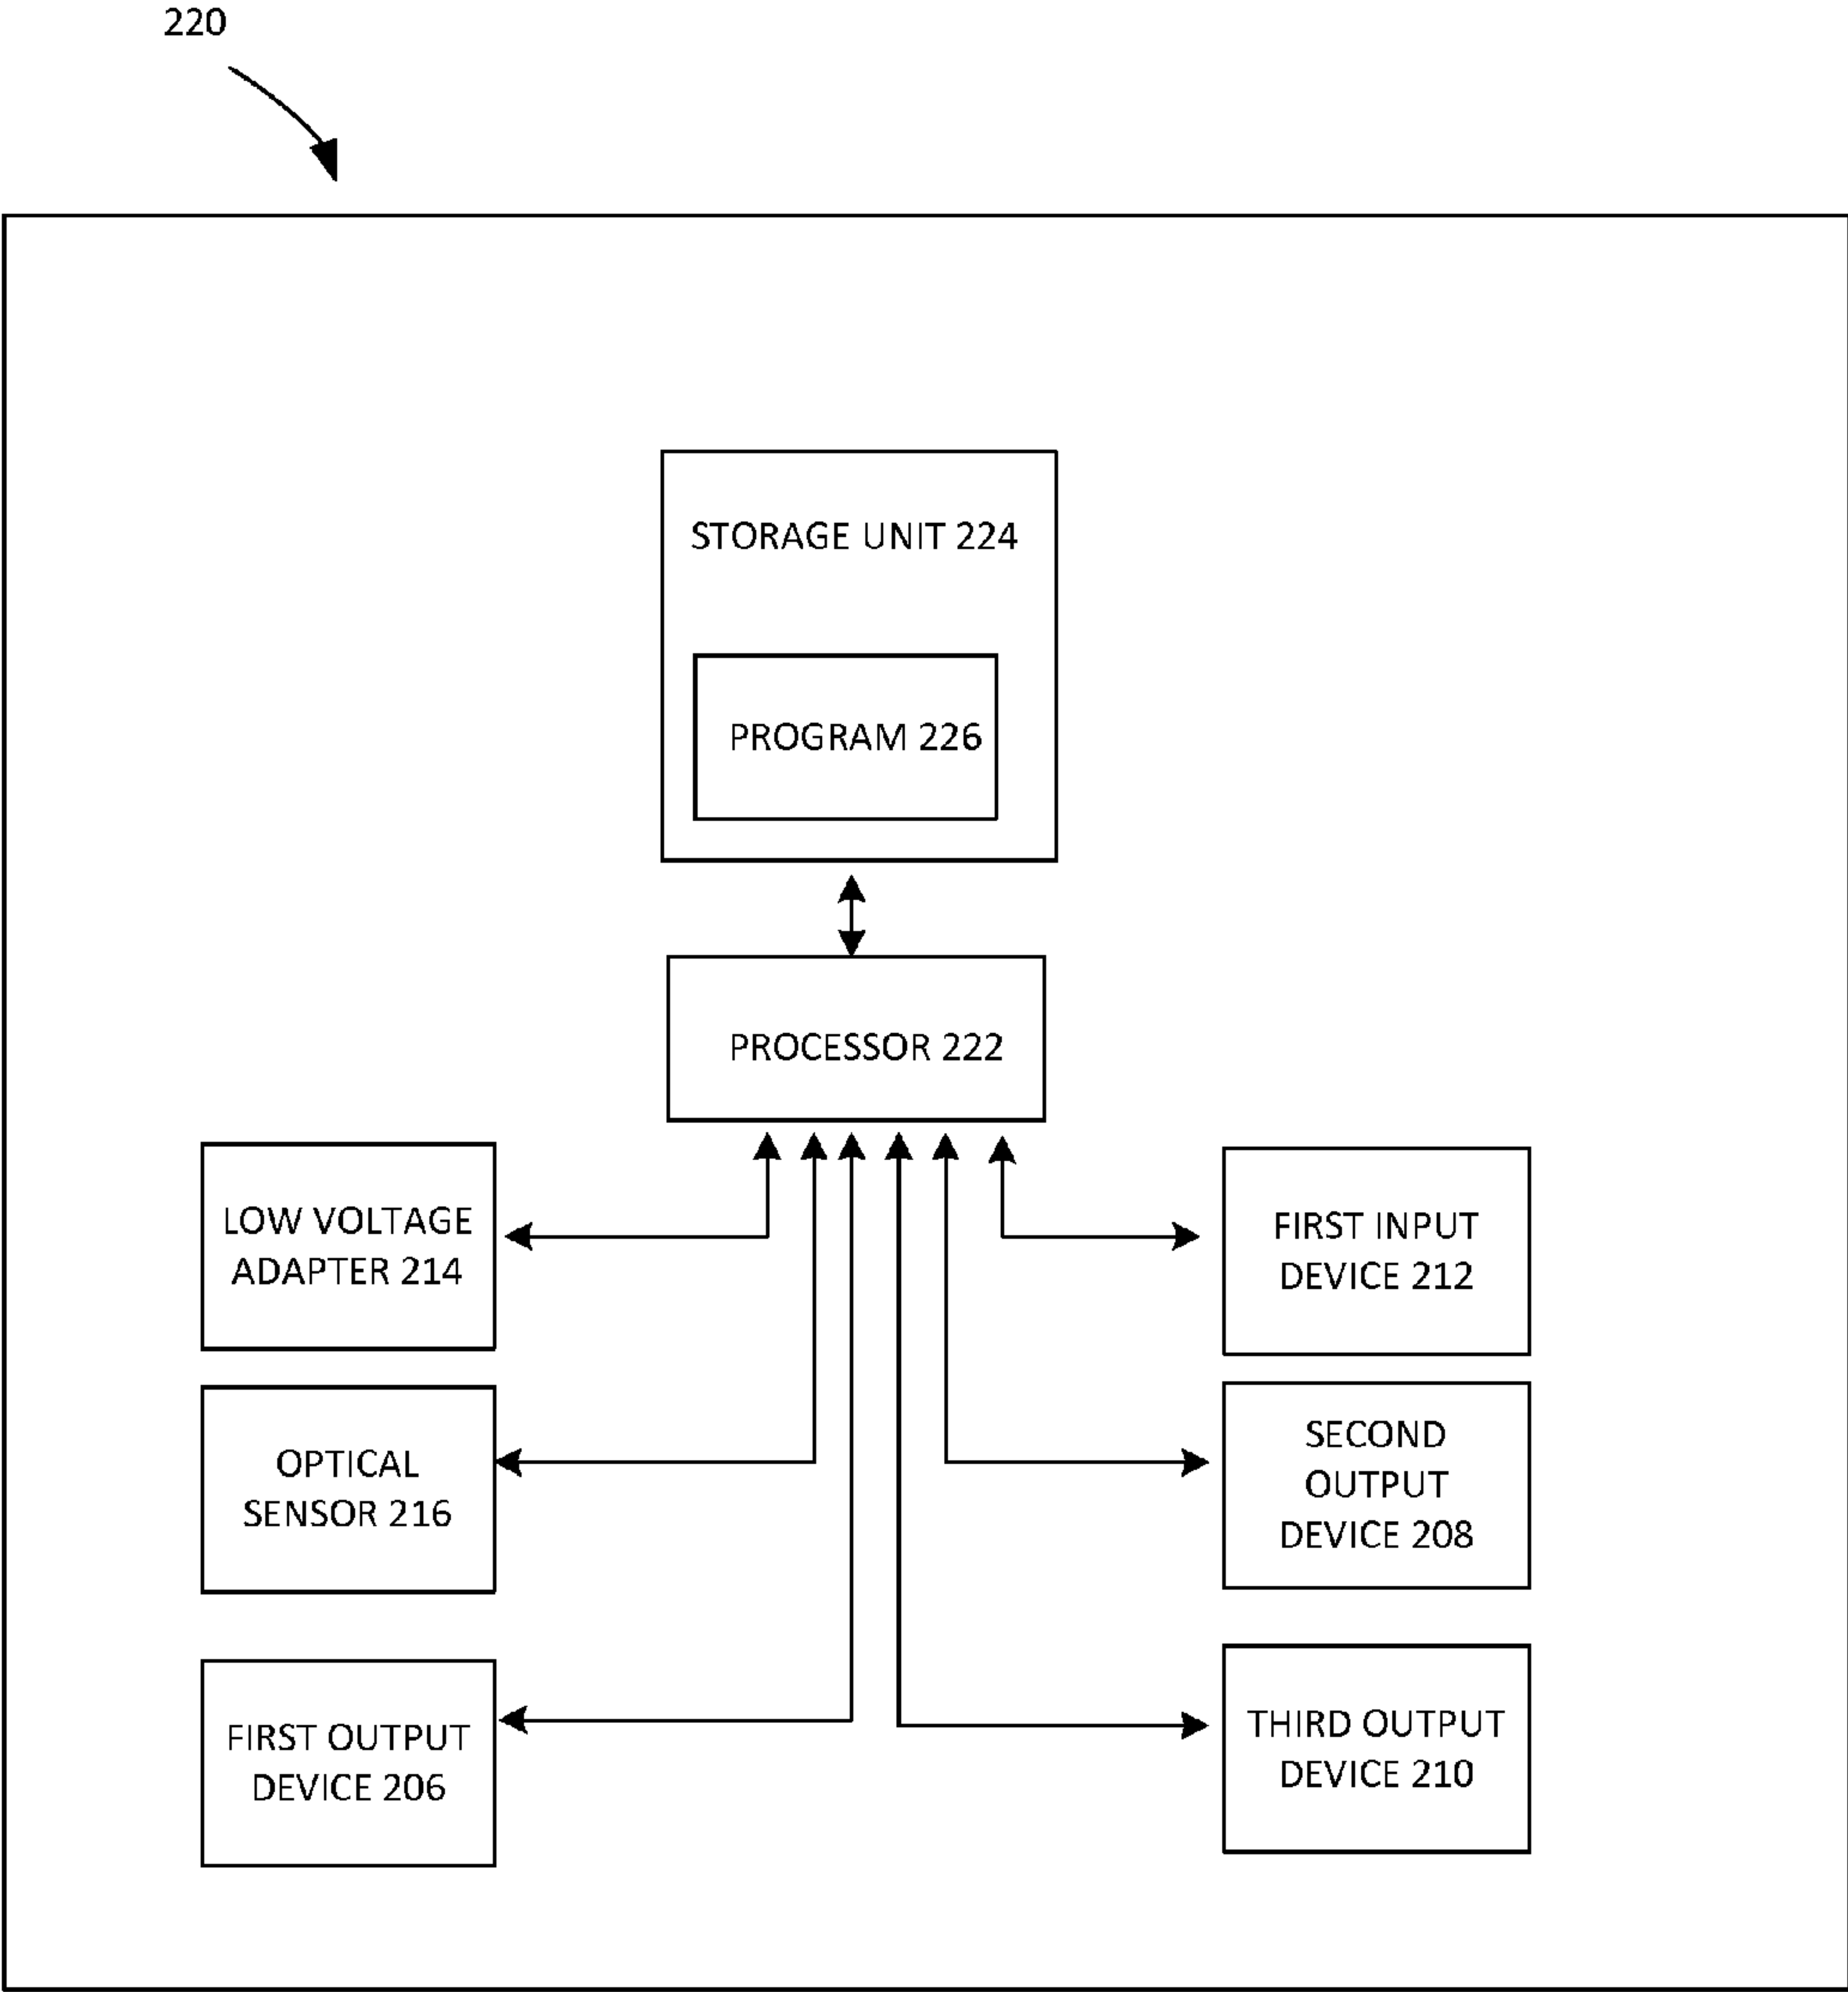 220
STORAGE UNIT 224
PROGRAM 226
PROCESSOR 222
LOW VOLTAGE
ADAPTER 214
FIRST INPUT
DEVICE 212
OPTICAL
SENSOR 216
SECOND
OUTPUT
DEVICE 208
FIRST OUTPUT
DEVICE 206
THIRD OUTPUT
DEVICE 210